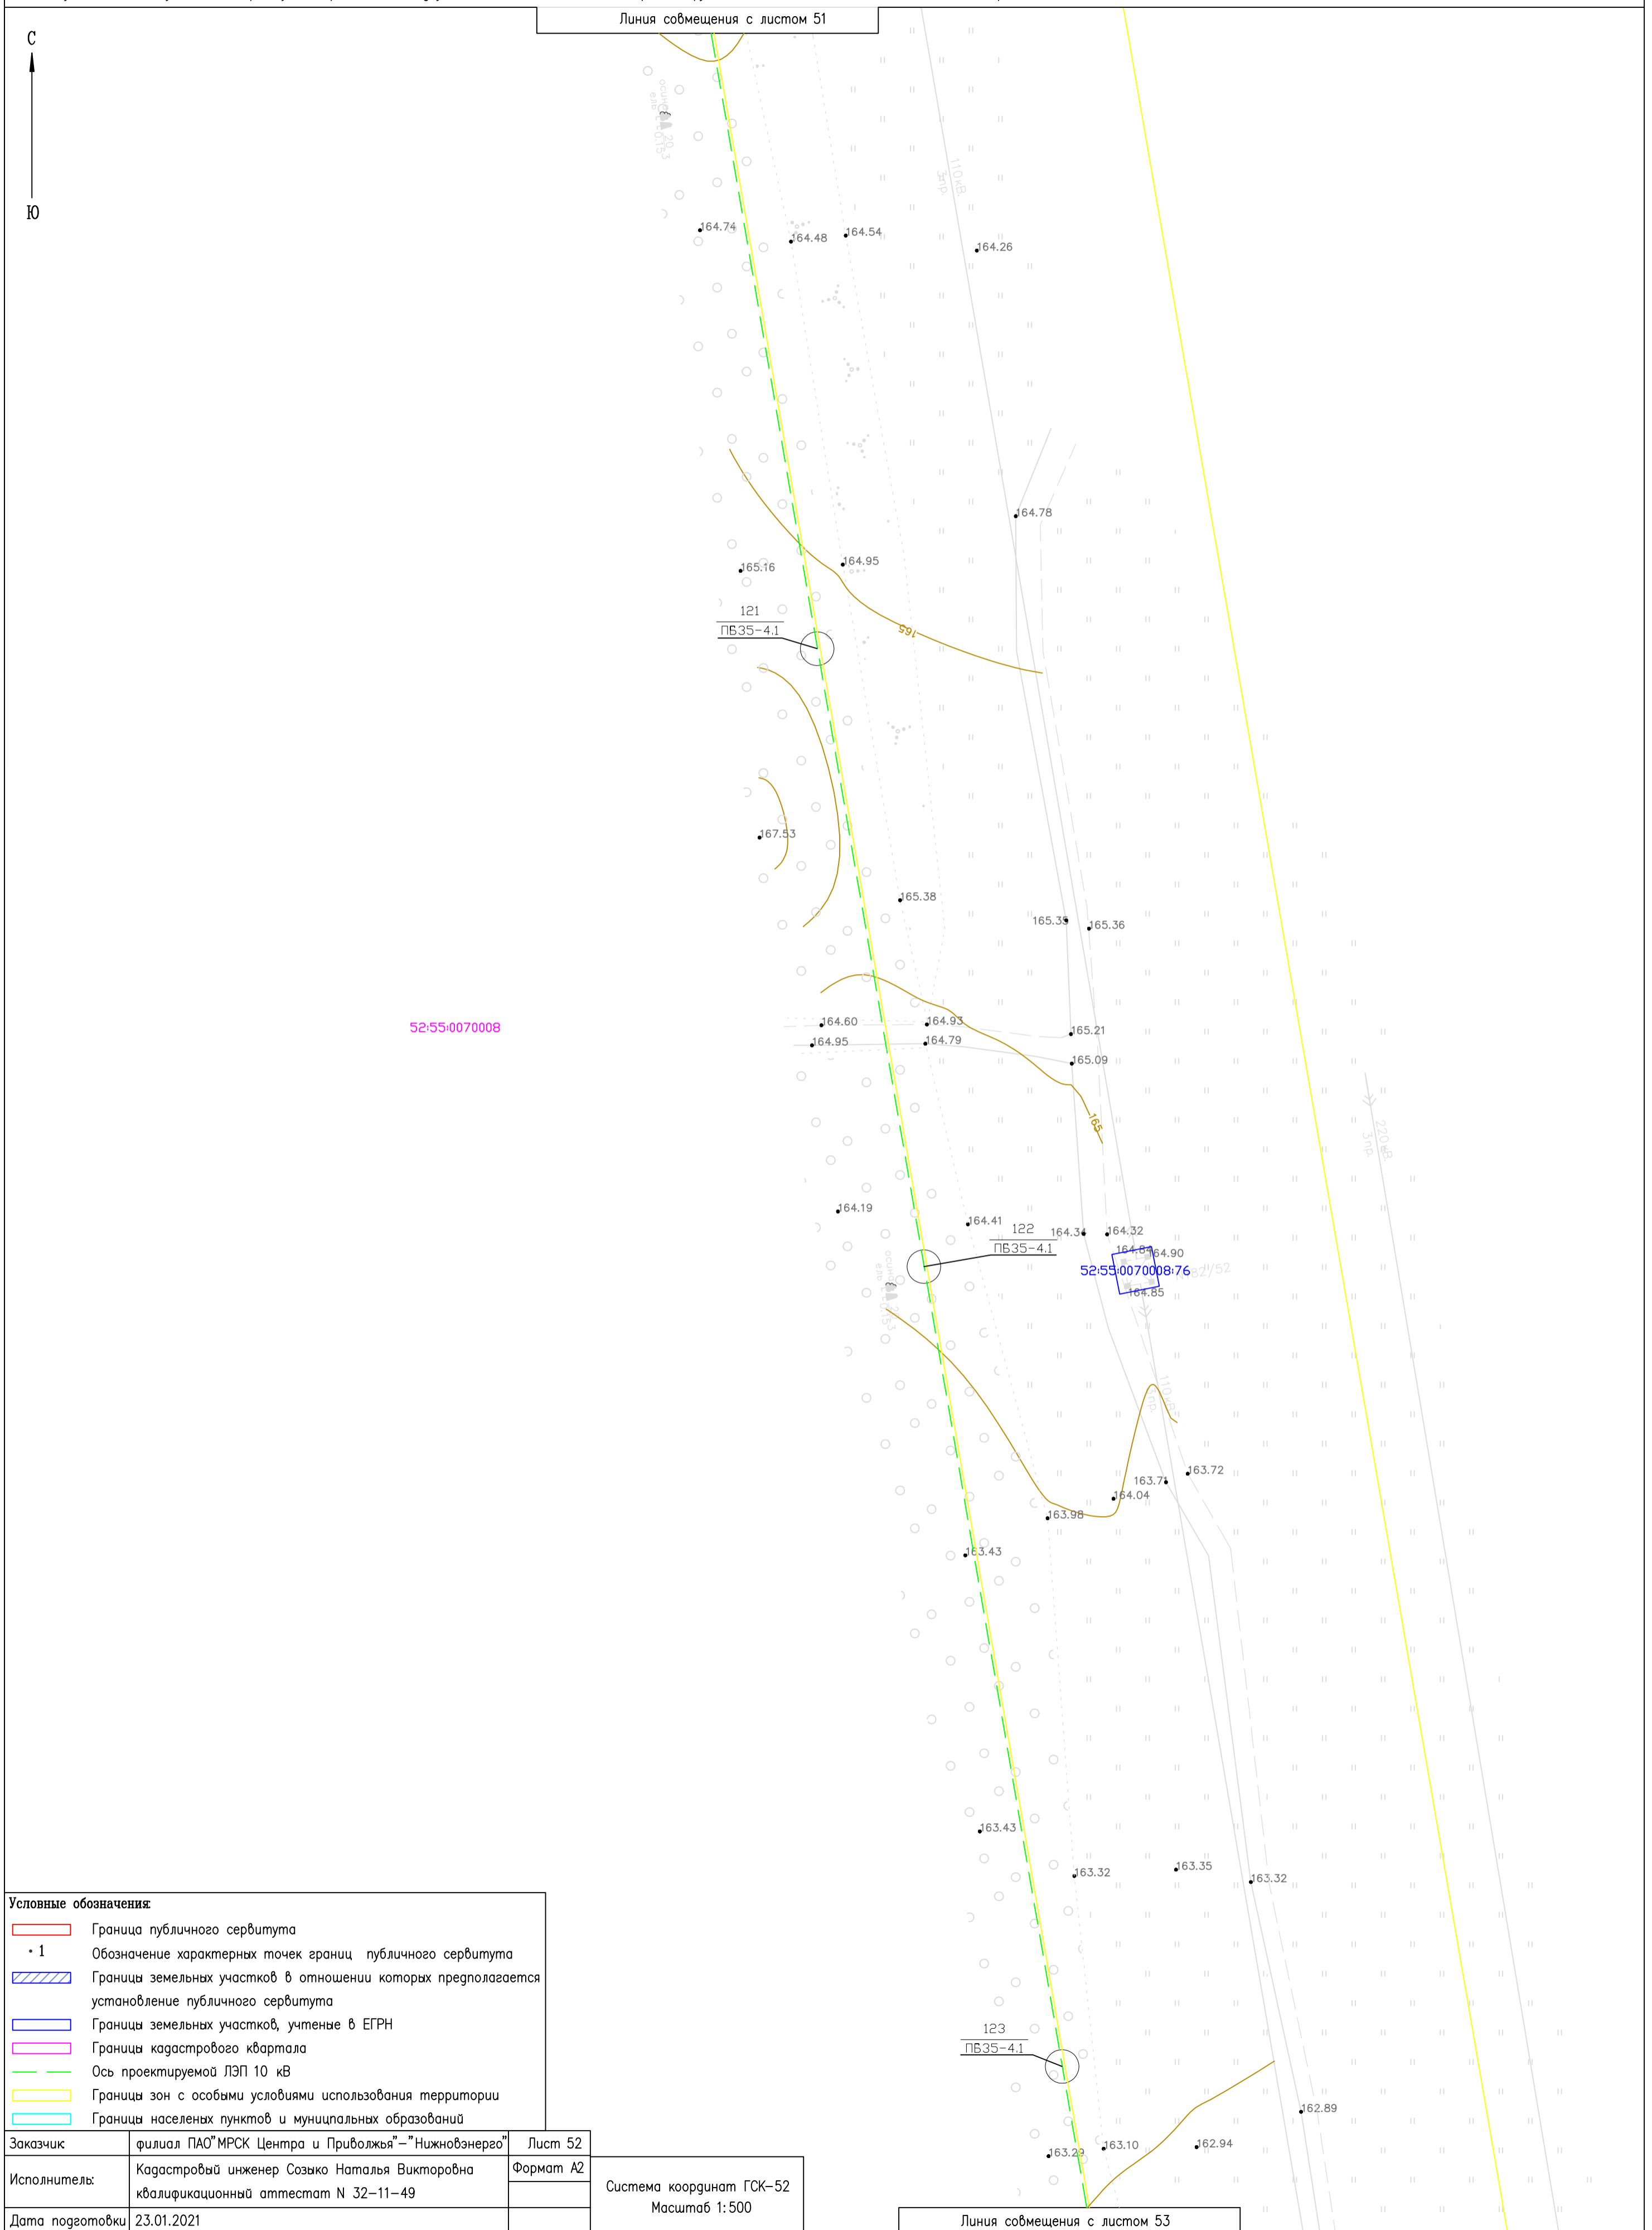 Линия совмещения с листом 51
С
Ю
110кВ
3пр.
164.74
164.48
164.54
164.26
164.78
165.16
164.95
121
ПБ35-4.1
165
167.53
165.38
165.35
165.36
52:55:0070008
164.60
164.93
165.21
164.95
164.79
165.09
165
220кВ
3пр.
164.19
164.41
122
ПБ35-4.1
164.34
164.32
164.84
164.90
52:55:0070008:76
164.85
110кВ
3пр.
163.71
163.72
164.04
163.98
163.43
163.43
163.32
163.35
163.32
123
ПБ35-4.1
162.89
163.29
163.10
162.94
Условные обозначения:
Граница публичного сервитута
• 1 Обозначение характерных точек границ публичного сервитута
Границы земельных участков в отношении которых предполагается
установление публичного сервитута
Границы земельных участков, учтеные в ЕГРН
Границы кадастрового квартала
Ось проектируемой ЛЭП 10 кВ
Границы зон с особыми условиями использования территории
Границы населеных пунктов и муницпальных образований
Заказчик: филиал ПАО"МРСК Центра и Приволжья"-"Нижновэнерго" Лист 52
Исполнитель: Кадастровый инженер Созыко Наталья Викторовна Формат А2
квалификационный аттестат N 32-11-49
Дата подготовки 23.01.2021
Система координат ГСК-52
Масштаб 1:500
Линия совмещения с листом 53